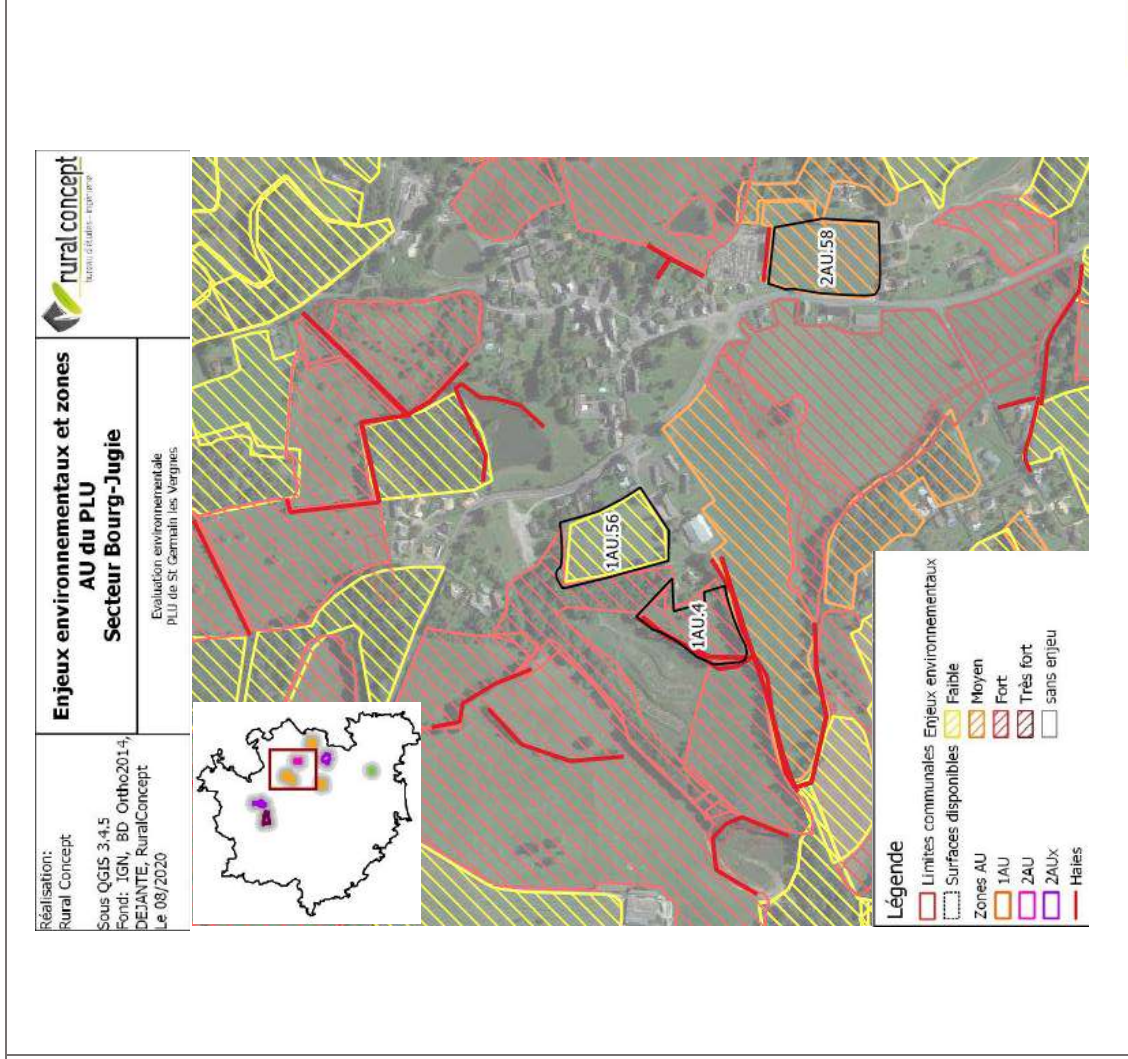 Réalisation:
Rural Concept
Sous QGIS 3.4.5
Fond: IGN, BD Ortho2014,
DEJANTE, RuralConcept
Le 08/2020
Enjeux environnementaux et zones
AU du PLU
Secteur Bourg-Jugie
Evaluation environnementale
PLU de St Germain les Vergnes
rural concept
bureau d'études - ingénierie
1AU.56
1AU.4
2AU.58
Légende
Limites communales
Surfaces disponibles
Zones AU
1AU
2AU
2AUx
Haies
Enjeux environnementaux
Faible
Moyen
Fort
Très fort
sans enjeu